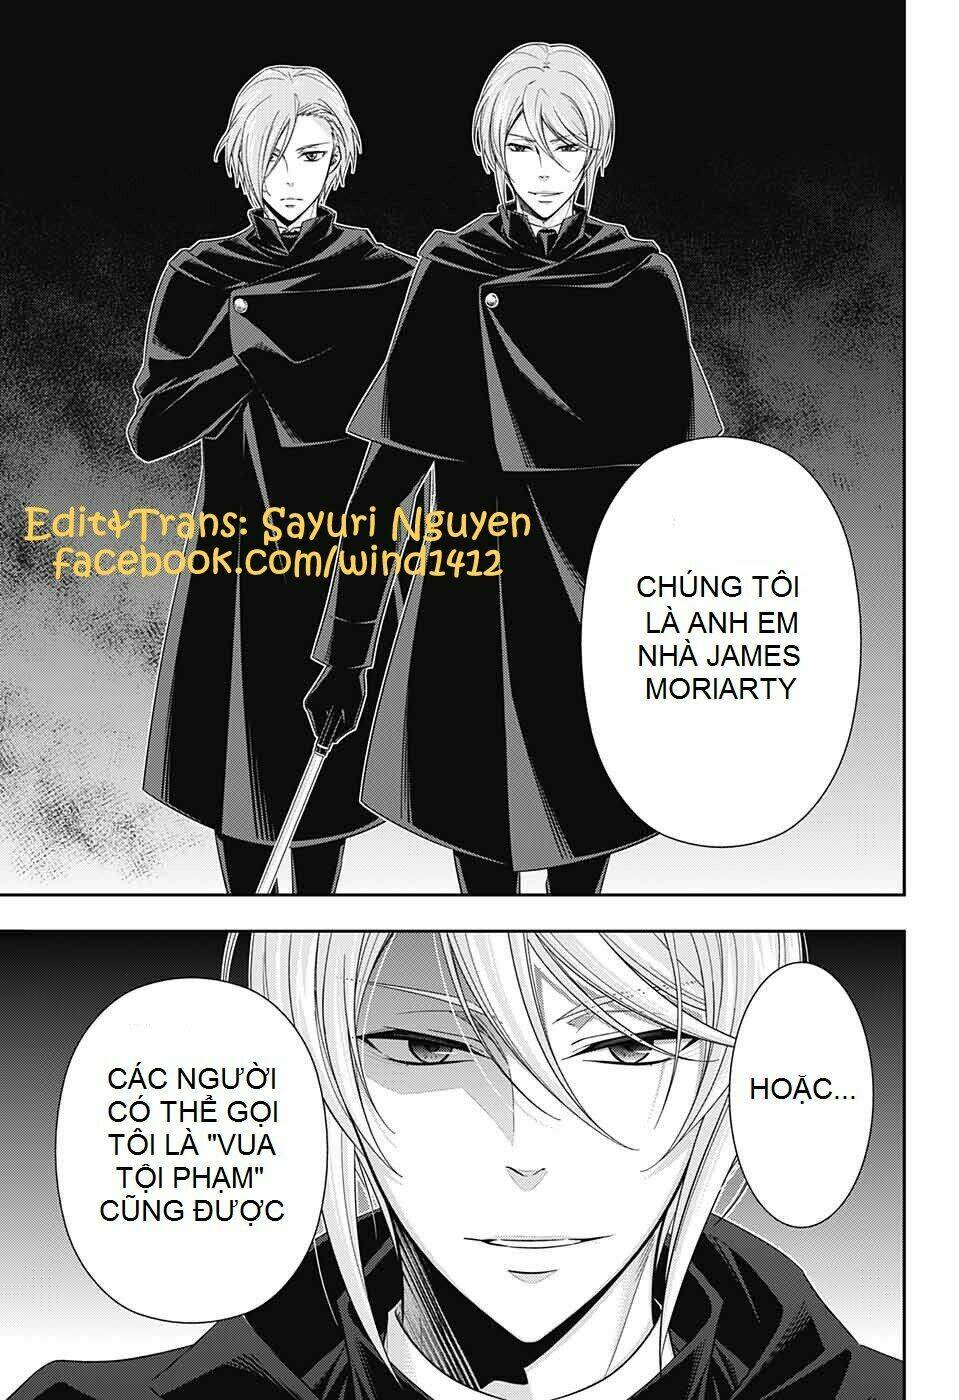 CHÚNG TÔI
LÀ ANH EM
NHÀ JAMES
MORIARTY
Edit&Trans: Sayuri Nguyen
facebook.com/wind1412
HOẶC...
CÁC NGƯỜI
CÓ THỂ GỌI
TÔI LÀ "VUA
TỘI PHẠM"
CŨNG ĐƯỢC